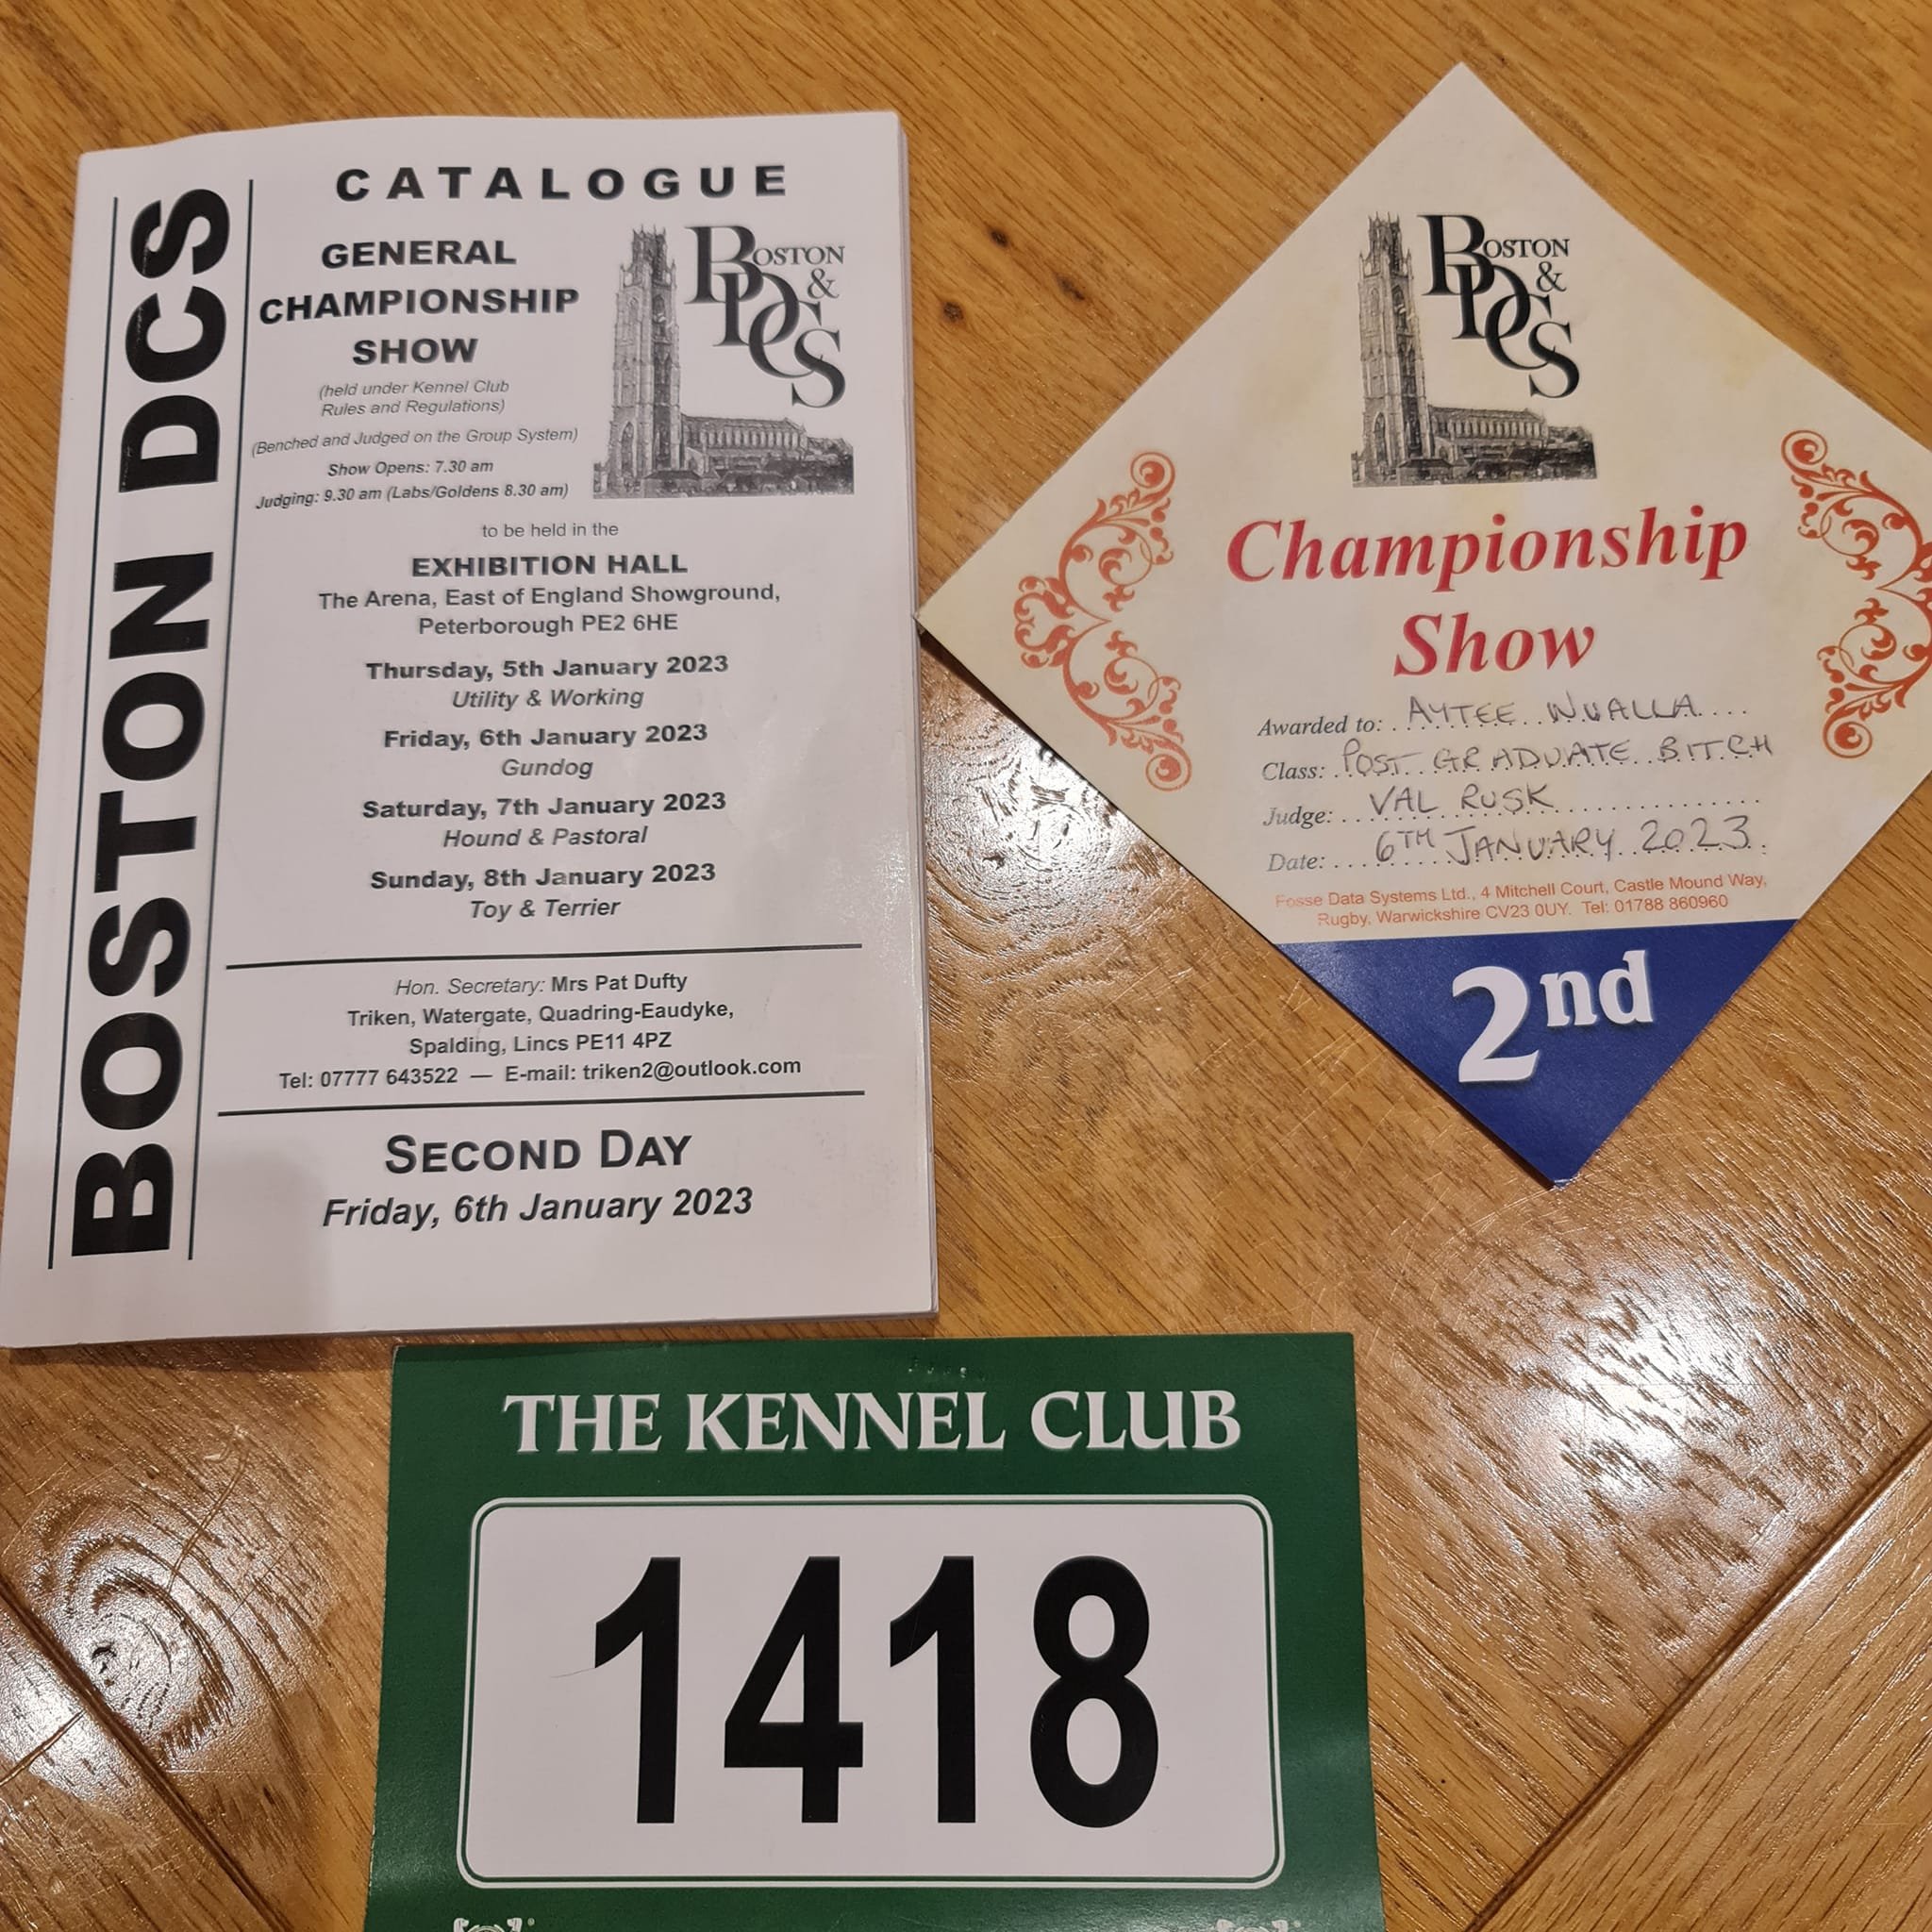 BOSTON DCS
CATALOGUE
GENERAL
CHAMPIONSHIP
SHOW
(held under Kennel Club
Rules and Regulations)
(Benched and Judged on the Group System)
Show Opens: 7.30 am
Judging: 9.30 am (Labs/Goldens 8.30 am)
BOSTON
&
DCS
to be held in the
EXHIBITION HALL
The Arena, East of England Showground,
Peterborough PE2 6HE
Thursday, 5th January 2023
Utility & Working
Friday, 6th January 2023
Gundog
Saturday, 7th January 2023
Hound & Pastoral
Sunday, 8th January 2023
Toy & Terrier
Hon. Secretary: Mrs Pat Dufty
Triken, Watergate, Quadring-Eaudyke,
Spalding, Lincs PE11 4PZ
Tel: 07777 643522 — E-mail: triken2@outlook.com
SECOND DAY
Friday, 6th January 2023
BOSTON
&
DCS
Championship
Show
Awarded to: AYTEE WUALLA
Class: POST GRADUATE BITCH
Judge: VAL RUSK
Date: 6TH JANUARY 2023
Fosse Data Systems Ltd., 4 Mitchell Court, Castle Mound Way,
Rugby, Warwickshire CV23 0UY. Tel: 01788 860960
2nd
THE KENNEL CLUB
1418